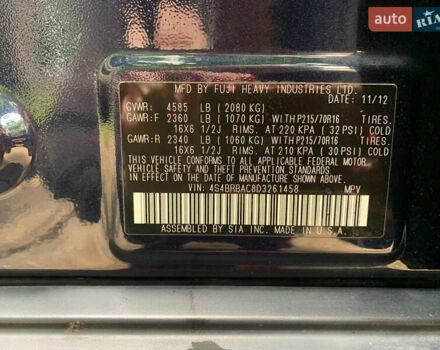 auto RIA
MFD BY FUJI HEAVY INDUSTRIES LTD.
DATE: 11/12
GVWR: 4585 LB (2080 KG)
GAWR:F 2360 LB (1070 KG) WITH P215/70R16 TIRES.
16X6 1/2J RIMS. AT 220 KPA (32 PSI) COLD
GAWR:R 2340 LB (1060 KG) WITH P215/70R16 TIRES.
16X6 1/2J RIMS. AT 210 KPA (30 PSI) COLD
THIS VEHICLE CONFORMS TO ALL APPLICABLE FEDERAL
MOTOR VEHICLE SAFETY STANDARDS IN EFFECT ON THE
DATE OF MANUFACTURE SHOWN ABOVE.
VIN: 4S4BRBAC8D3261458 MPV
ASSEMBLED BY SIA INC. MADE IN U.S.A.